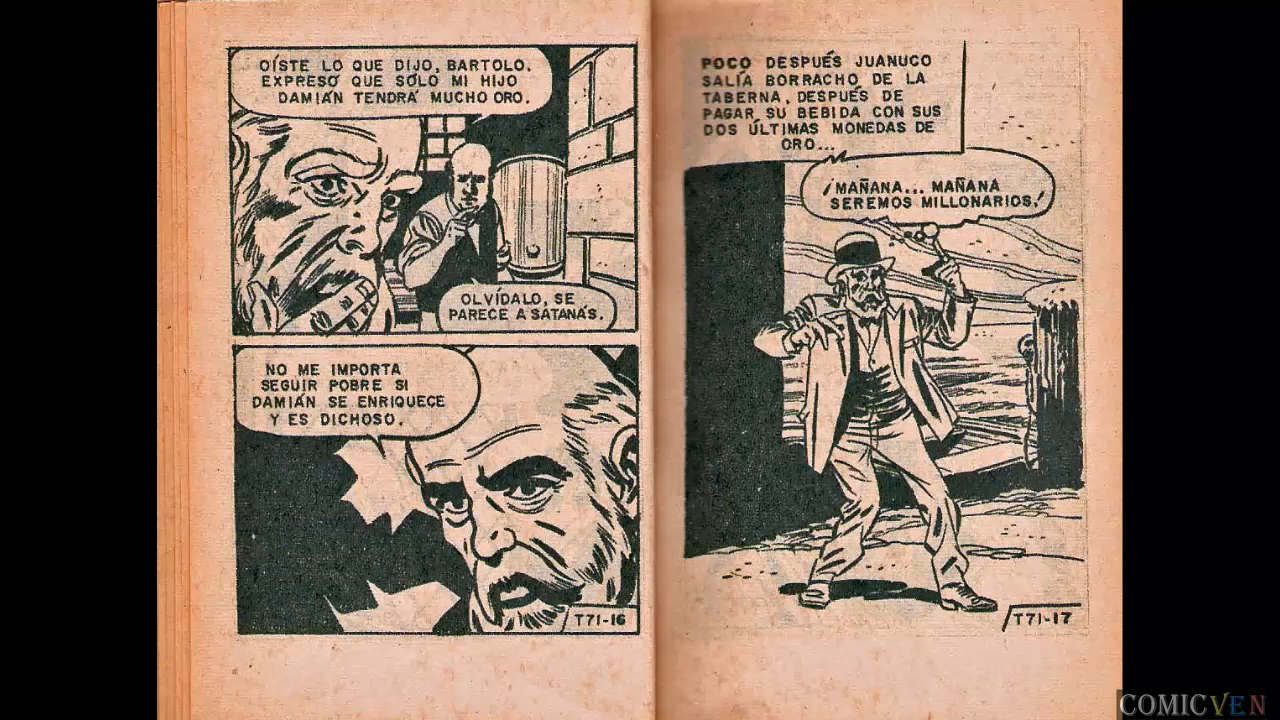 OÍSTE LO QUE DIJO, BARTOLO.
EXPRESÓ QUE SÓLO MI HIJO
DAMIÁN TENDRÁ MUCHO ORO.
OLVÍDALO, SE
PARECE A SATANÁS.
NO ME IMPORTA
SEGUIR POBRE SI
DAMIÁN SE ENRIQUECE
Y ES DICHOSO.
T71-16
POCO DESPUÉS JUANUCO
SALÍA BORRACHO DE LA
TABERNA, DESPUÉS DE
PAGAR SU BEBIDA CON SUS
DOS ÚLTIMAS MONEDAS DE
ORO...
¡MAÑANA... MAÑANA
SEREMOS MILLONARIOS!
T71-17
COMICVEN